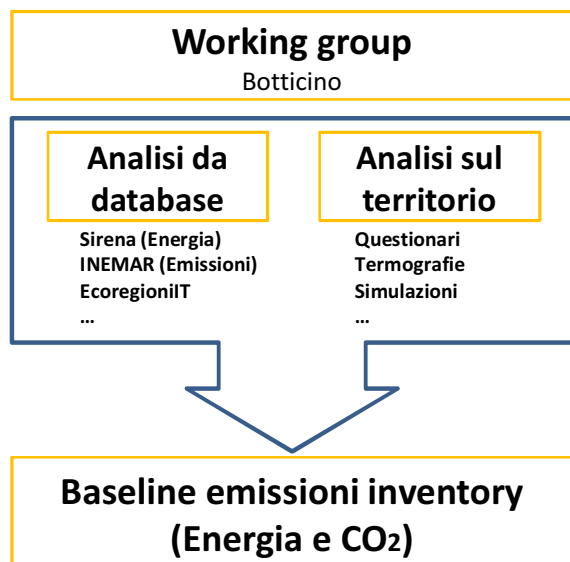 Working group
Botticino
Analisi da
database
Sirena (Energia)
INEMAR (Emissioni)
EcoregioniIT
…
Analisi sul
territorio
Questionari
Termografie
Simulazioni
…
Baseline emissioni inventory
(Energia e CO2)